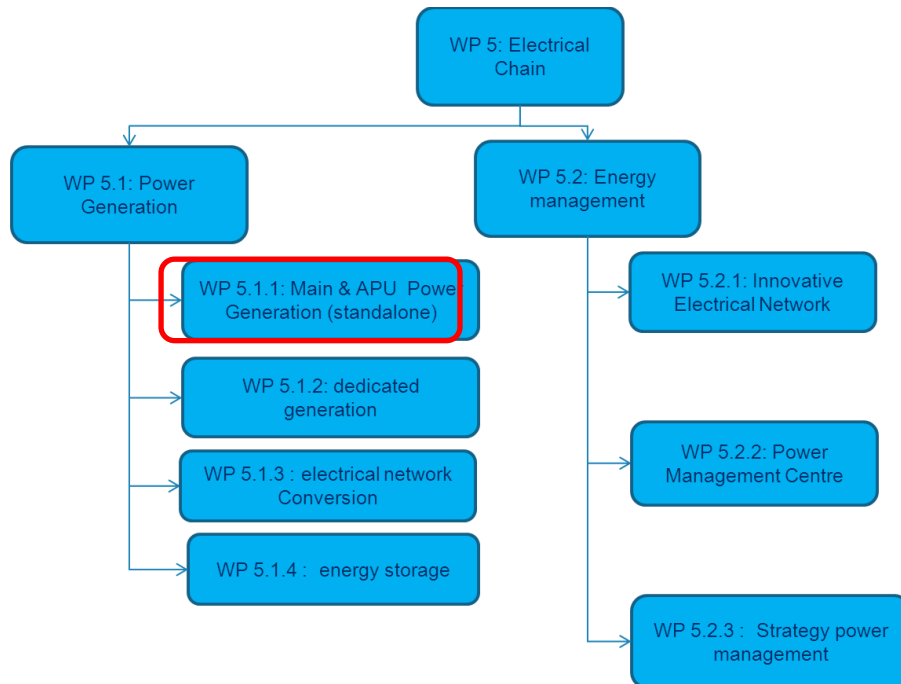 WP 5: Electrical
Chain
WP 5.1: Power
Generation
WP 5.2: Energy
management
WP 5.1.1: Main & APU  Power
Generation (standalone)
WP 5.1.2: dedicated
generation
WP 5.1.3 : electrical network
Conversion
WP 5.1.4 :  energy storage
WP 5.2.1: Innovative
Electrical Network
WP 5.2.2: Power
Management Centre
WP 5.2.3 :  Strategy power
management